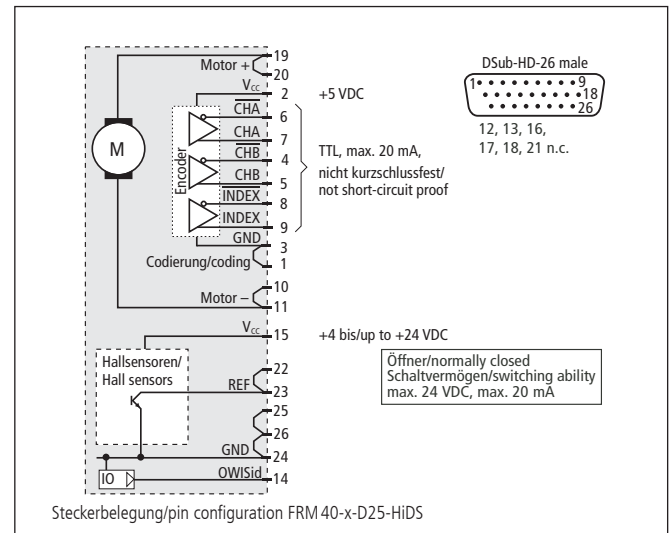 19
Motor +
20
Vcc
2
+5 VDC
CHA
6
CHA
7
CHB
4
CHB
5
INDEX
8
INDEX
9
GND
3
Codierung/coding
1
M
Encoder
TTL, max. 20 mA,
nicht kurzschlussfest/
not short-circuit proof
DSub-HD-26 male
1 9
18
26
12, 13, 16,
17, 18, 21 n.c.
10
Motor –
11
Vcc
15
+4 bis/up to +24 VDC
Hallsensoren/
Hall sensors
22
REF
23
25
26
GND
24
IO
OWISid
14
Öffner/normally closed
Schaltvermögen/switching ability
max. 24 VDC, max. 20 mA
Steckerbelegung/pin configuration FRM 40-x-D25-HiDS